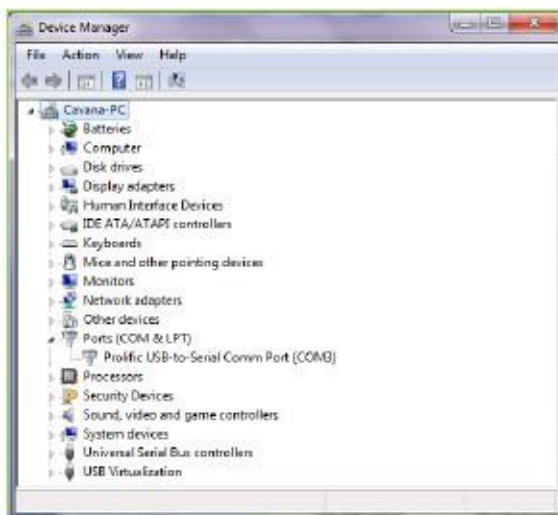 Device Manager
File Action View Help
Cavana-PC
Batteries
Computer
Disk drives
Display adapters
Human Interface Devices
IDE ATA/ATAPI controllers
Keyboards
Mice and other pointing devices
Monitors
Network adapters
Other devices
Ports (COM & LPT)
Prolific USB-to-Serial Comm Port (COM3)
Processors
Security Devices
Sound, video and game controllers
System devices
Universal Serial Bus controllers
USB Virtualization